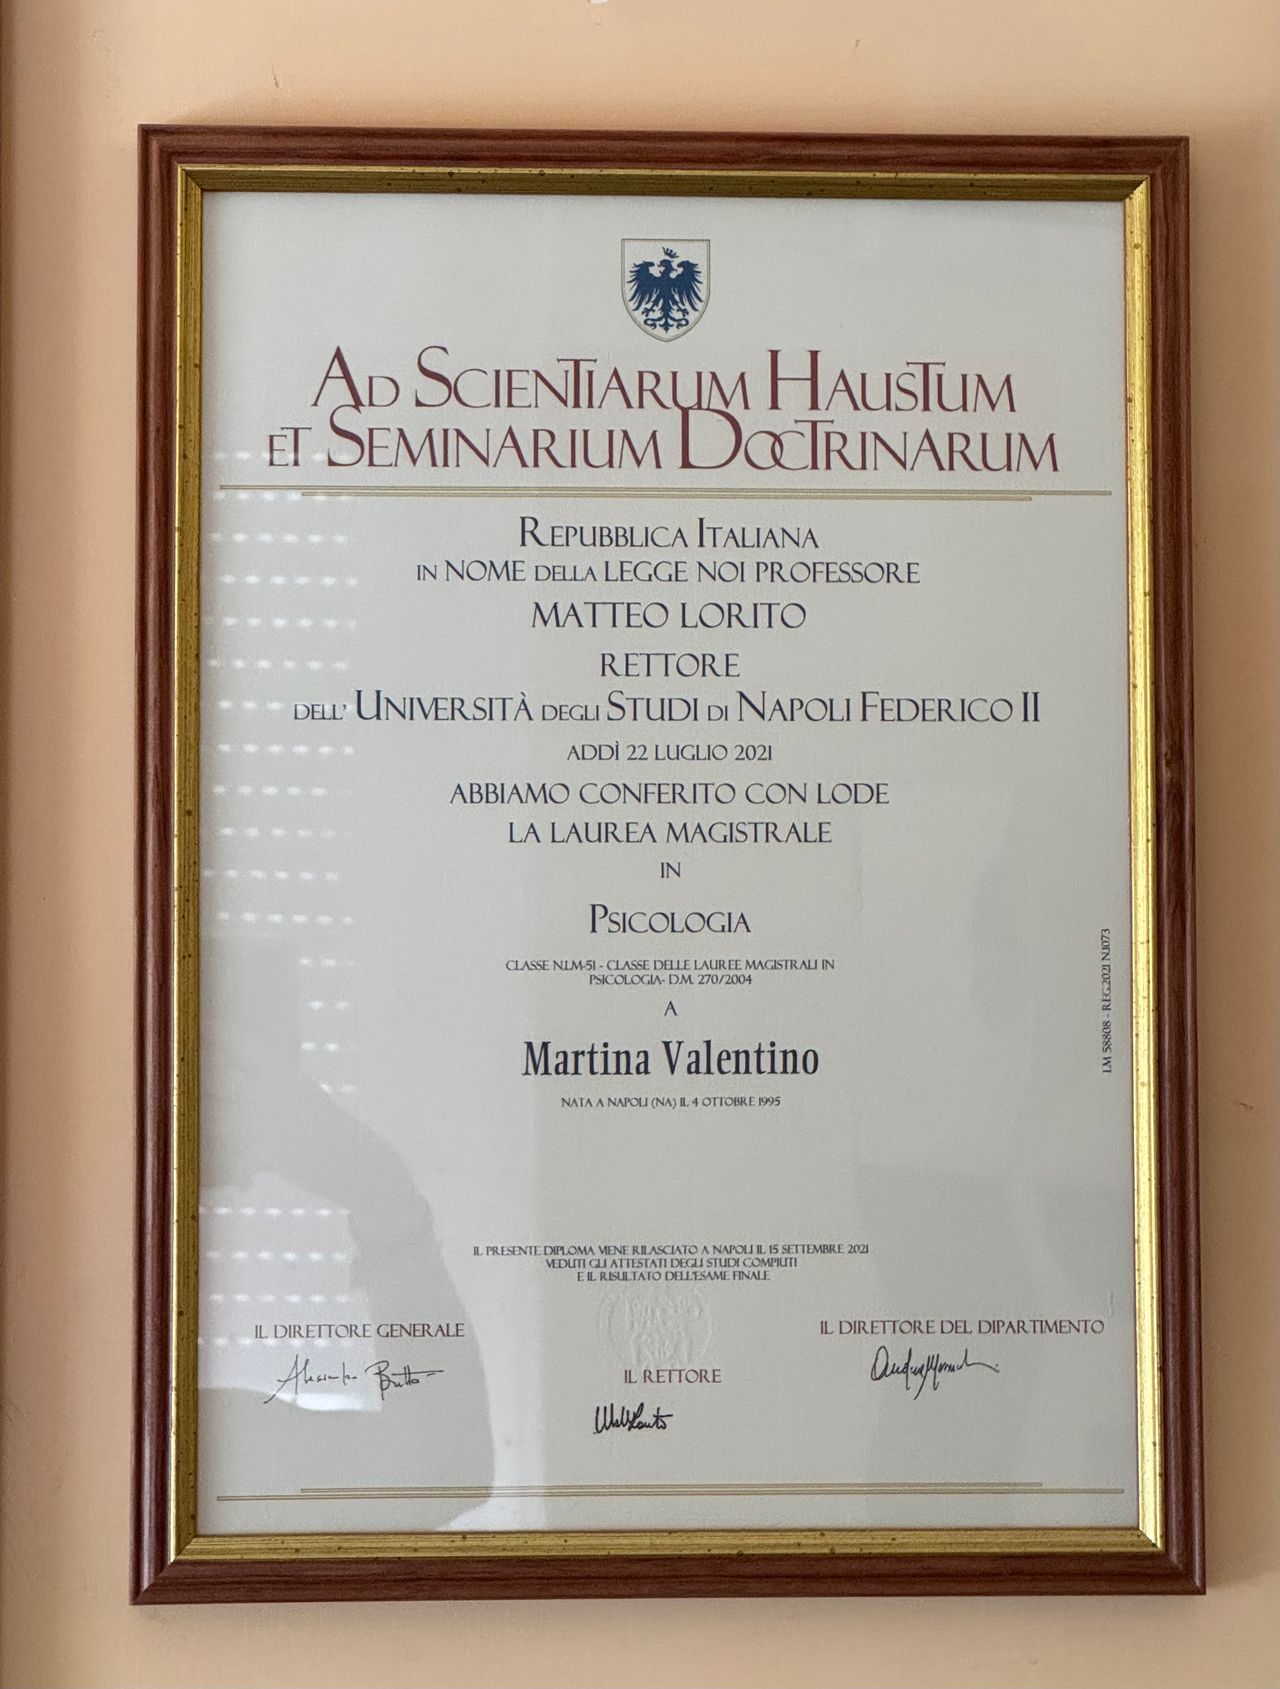 AD SCIENTIARUM HAUSTUM
ET SEMINARIUM DOCTRINARUM
REPUBBLICA ITALIANA
IN NOME DELLA LEGGE NOI PROFESSORE
MATTEO LORITO
RETTORE
DELL' UNIVERSITÀ DEGLI STUDI DI NAPOLI FEDERICO II
ADDÌ 22 LUGLIO 2021
ABBIAMO CONFERITO CON LODE
LA LAUREA MAGISTRALE
IN
PSICOLOGIA
CLASSE N.LM-51 - CLASSE DELLE LAUREE MAGISTRALI IN
PSICOLOGIA- D.M. 270/2004
A
Martina Valentino
NATA A NAPOLI (NA) IL 4 OTTOBRE 1995
LM 58808 - REG.2021 N.1073
IL PRESENTE DIPLOMA VIENE RILASCIATO A NAPOLI IL 15 SETTEMBRE 2021
VEDUTI GLI ATTESTATI DEGLI STUDI COMPIUTI
E IL RISULTATO DELL'ESAME FINALE.
IL DIRETTORE GENERALE
IL RETTORE
IL DIRETTORE DEL DIPARTIMENTO